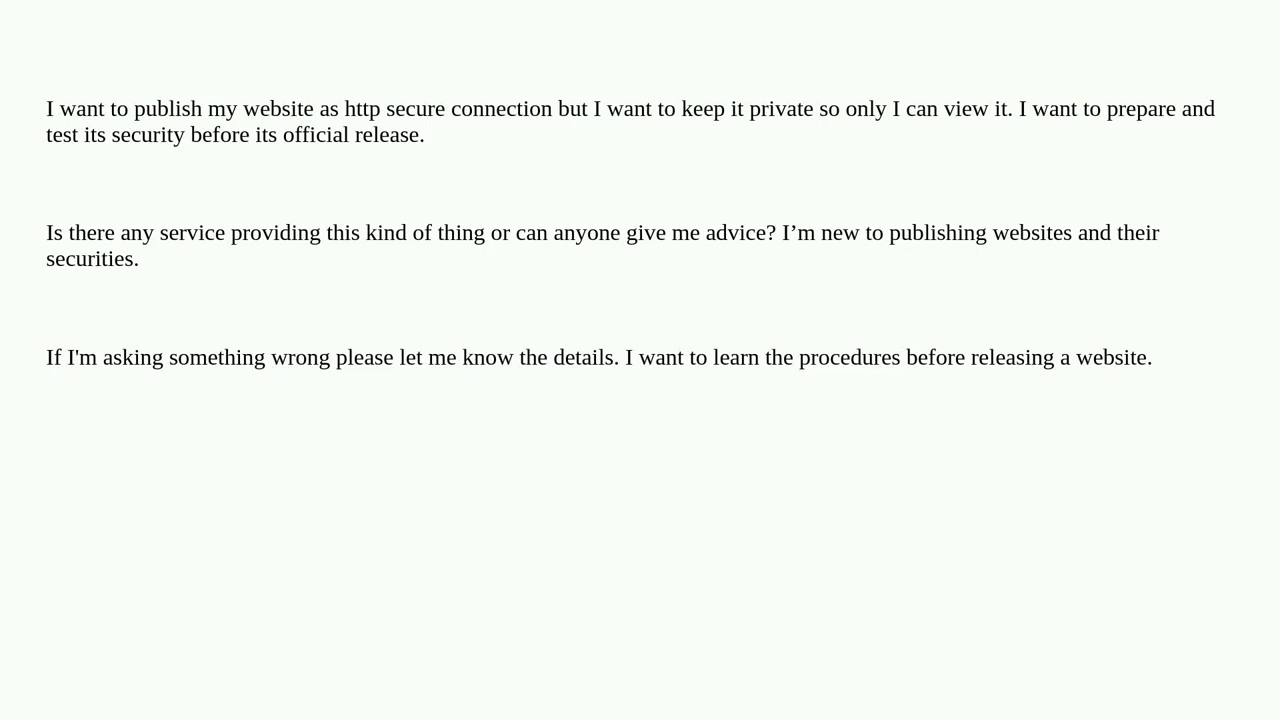 I want to publish my website as http secure connection but I want to keep it private so only I can view it. I want to prepare and
test its security before its official release.
Is there any service providing this kind of thing or can anyone give me advice? I’m new to publishing websites and their
securities.
If I'm asking something wrong please let me know the details. I want to learn the procedures before releasing a website.